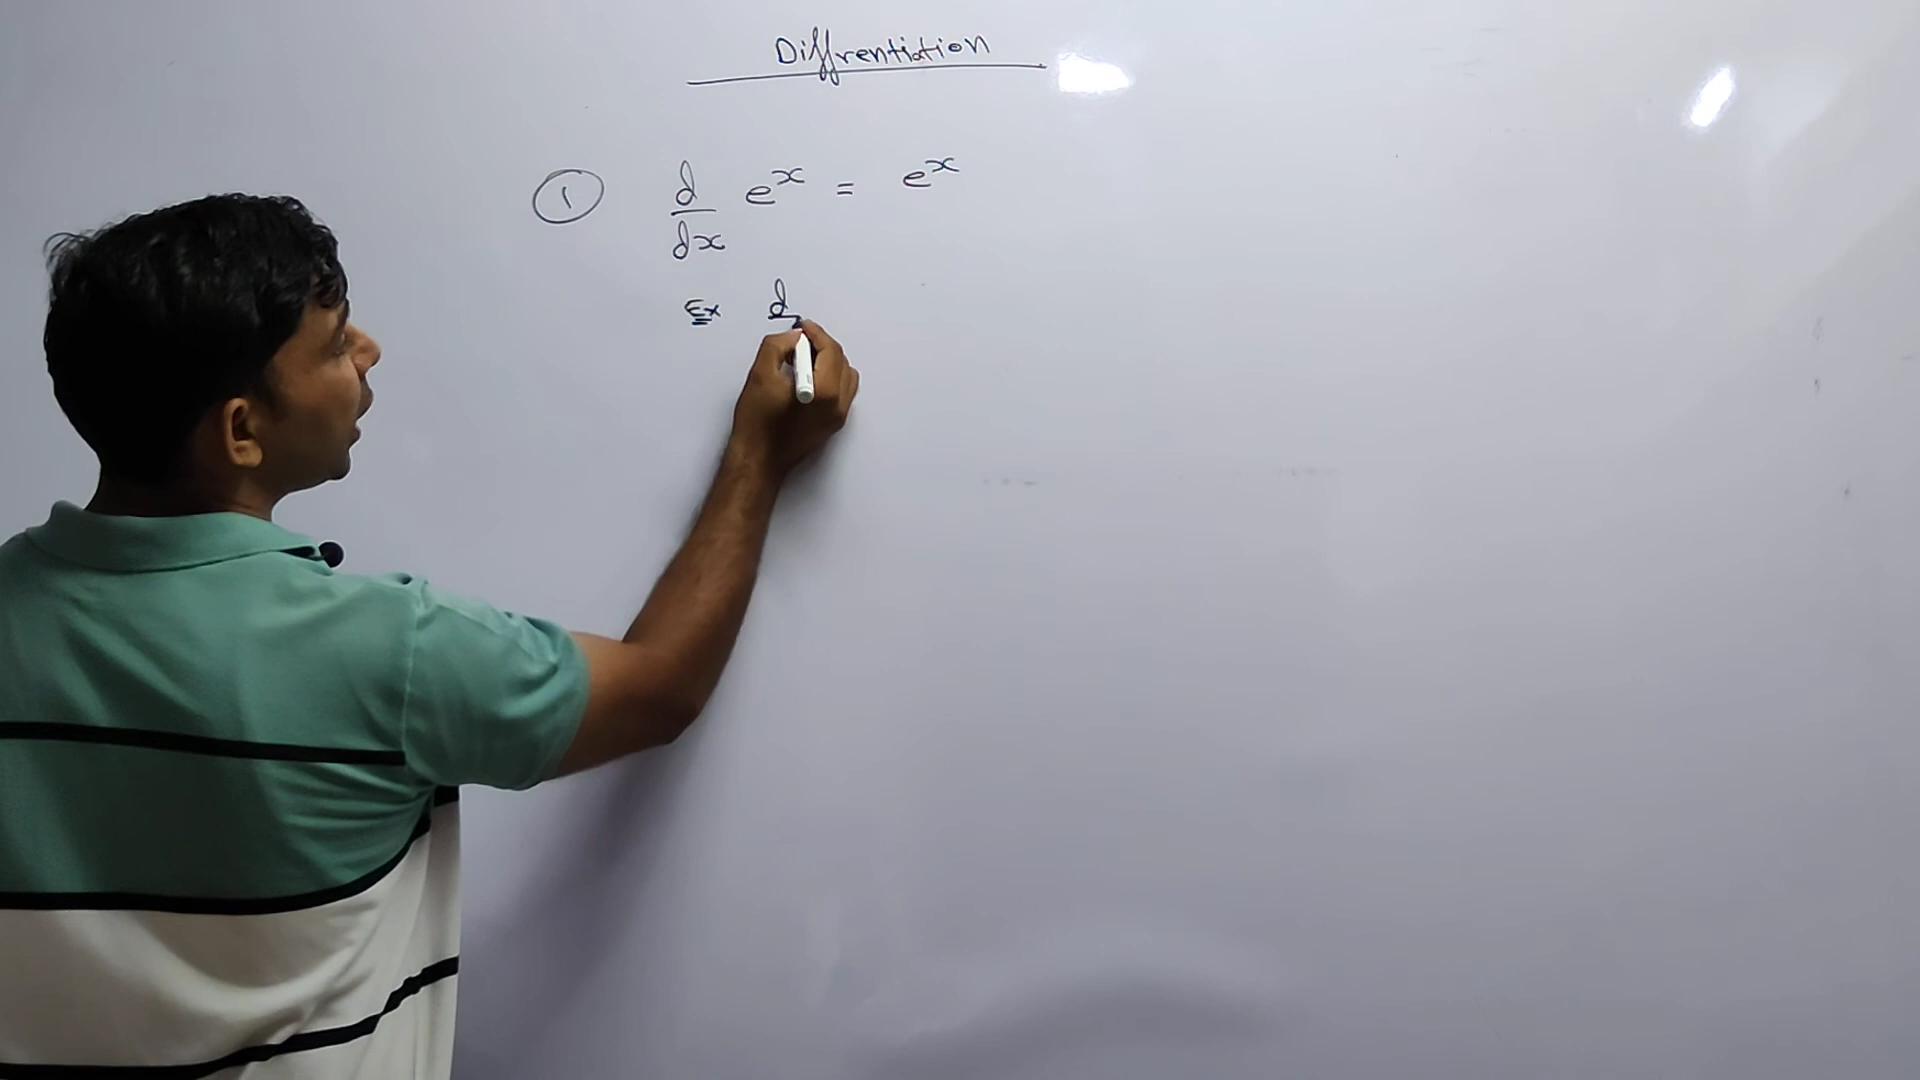 Diffrentiation
① d/dx e^x = e^x
Ex d